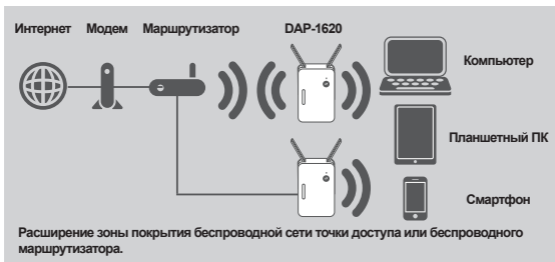 Интернет Модем Маршрутизатор DAP-1620
Компьютер
Планшетный ПК
Смартфон
Расширение зоны покрытия беспроводной сети точки доступа или беспроводного
маршрутизатора.